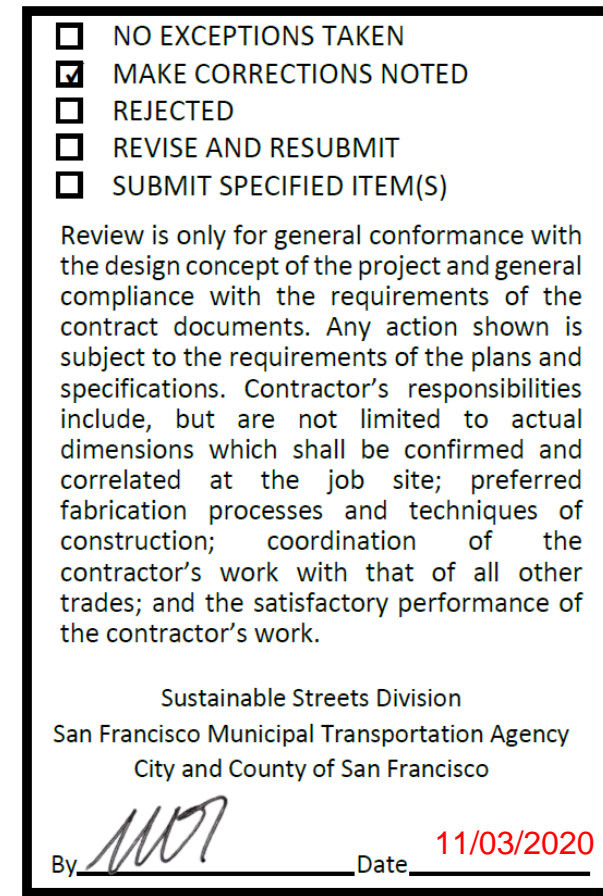 NO EXCEPTIONS TAKEN
MAKE CORRECTIONS NOTED
REJECTED
REVISE AND RESUBMIT
SUBMIT SPECIFIED ITEM(S)
Review is only for general conformance with
the design concept of the project and general
compliance with the requirements of the
contract documents. Any action shown is
subject to the requirements of the plans and
specifications. Contractor’s responsibilities
include, but are not limited to actual
dimensions which shall be confirmed and
correlated at the job site; preferred
fabrication processes and techniques of
construction; coordination of the
contractor’s work with that of all other
trades; and the satisfactory performance of
the contractor’s work.
Sustainable Streets Division
San Francisco Municipal Transportation Agency
City and County of San Francisco
By Date 11/03/2020